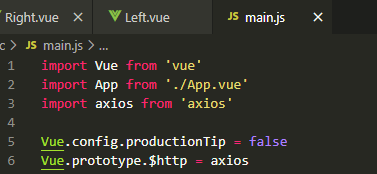 Right.vue Left.vue JS main.js
c > JS main.js > ...
1 import Vue from 'vue'
2 import App from './App.vue'
3 import axios from 'axios'
4
5 Vue.config.productionTip = false
6 Vue.prototype.$http = axios